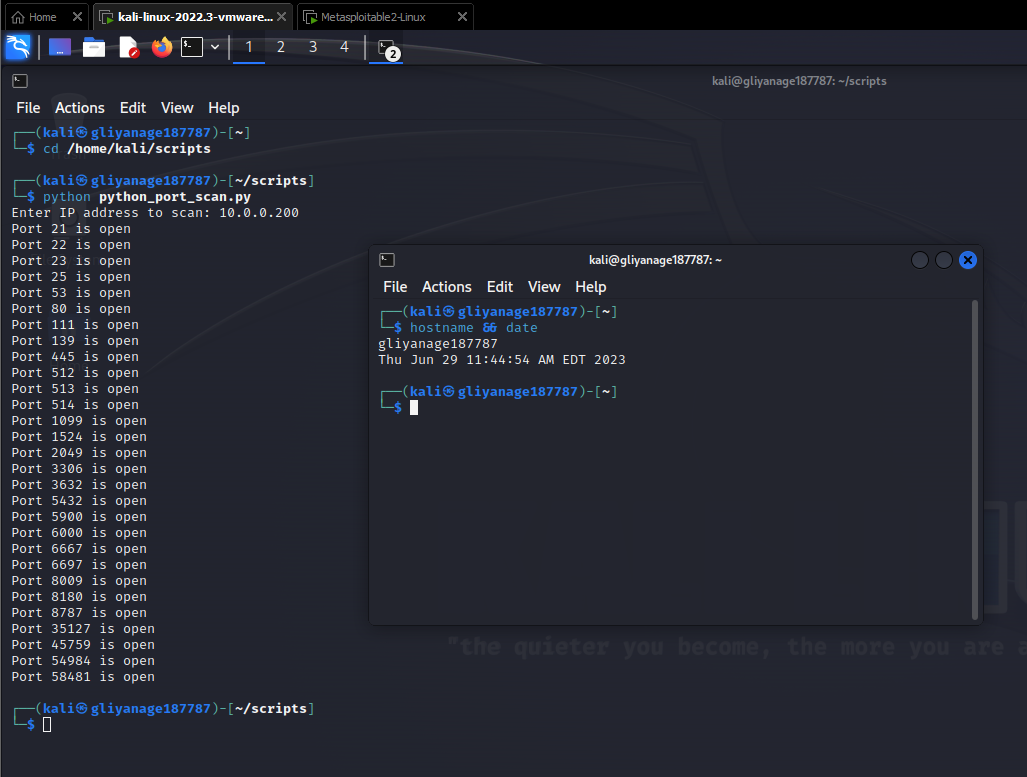 Home
kali-linux-2022.3-vmware...
Metasploitable2-Linux
1 2 3 4 2
kali@gliyanage187787: ~/scripts
File Actions Edit View Help
┌──(kali㉿gliyanage187787)-[~]
└─$ cd /home/kali/scripts
┌──(kali㉿gliyanage187787)-[~/scripts]
└─$ python python_port_scan.py
Enter IP address to scan: 10.0.0.200
Port 21 is open
Port 22 is open
Port 23 is open
Port 25 is open
Port 53 is open
Port 80 is open
Port 111 is open
Port 139 is open
Port 445 is open
Port 512 is open
Port 513 is open
Port 514 is open
Port 1099 is open
Port 1524 is open
Port 2049 is open
Port 3306 is open
Port 3632 is open
Port 5432 is open
Port 5900 is open
Port 6000 is open
Port 6667 is open
Port 6697 is open
Port 8009 is open
Port 8180 is open
Port 8787 is open
Port 35127 is open
Port 45759 is open
Port 54984 is open
Port 58481 is open
┌──(kali㉿gliyanage187787)-[~/scripts]
└─$
kali@gliyanage187787: ~
File Actions Edit View Help
┌──(kali㉿gliyanage187787)-[~]
└─$ hostname && date
gliyanage187787
Thu Jun 29 11:44:54 AM EDT 2023
┌──(kali㉿gliyanage187787)-[~]
└─$
"the quieter you become, the more you are a